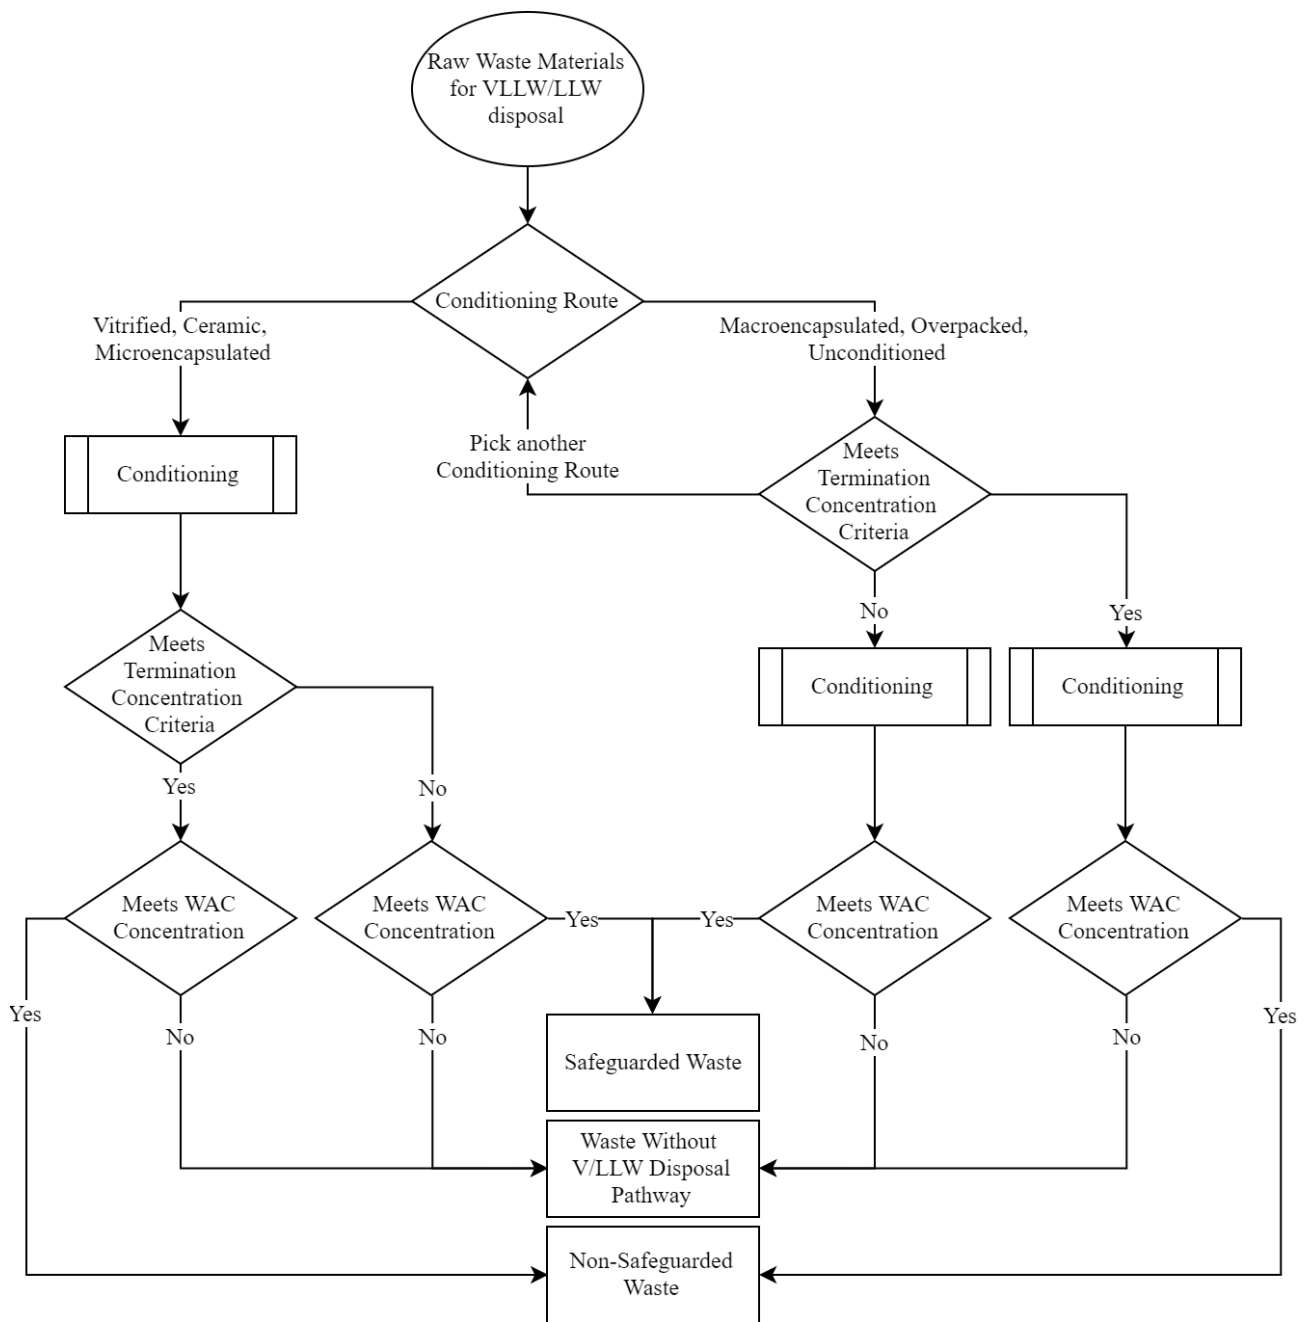 Raw Waste Materials
for VLLW/LLW
disposal
Conditioning Route
Vitrified, Ceramic,
Microencapsulated
Macroencapsulated, Overpacked,
Unconditioned
Pick another
Conditioning Route
Conditioning
Meets
Termination
Concentration
Criteria
No
Yes
Meets
Termination
Concentration
Criteria
Conditioning
Conditioning
Yes
No
Meets WAC
Concentration
Meets WAC
Concentration
Yes
Yes
Meets WAC
Concentration
Meets WAC
Concentration
Yes
No
No
No
No
Yes
Safeguarded Waste
Waste Without
V/LLW Disposal
Pathway
Non-Safeguarded
Waste